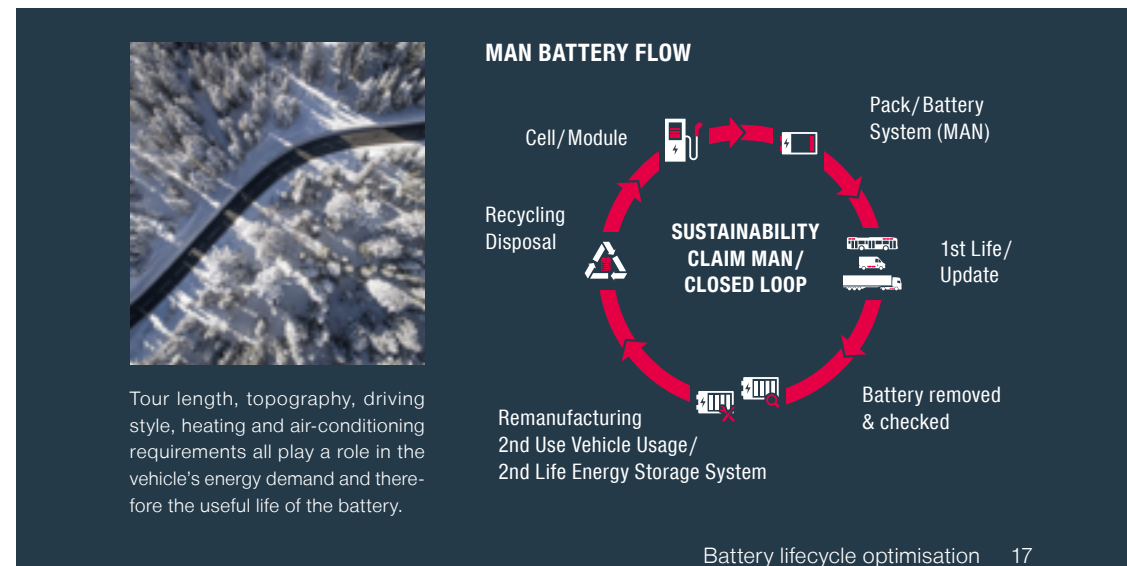 MAN BATTERY FLOW
Cell/Module
Pack/Battery
System (MAN)
Recycling
Disposal
SUSTAINABILITY
CLAIM MAN/
CLOSED LOOP
1st Life/
Update
Battery removed
& checked
Remanufacturing
2nd Use Vehicle Usage/
2nd Life Energy Storage System
Tour length, topography, driving
style, heating and air-conditioning
requirements all play a role in the
vehicle’s energy demand and there-
fore the useful life of the battery.
Battery lifecycle optimisation 17